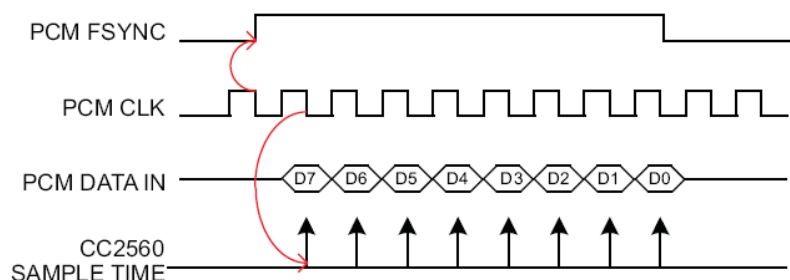 PCM FSYNC
PCM CLK
PCM DATA IN
D7 D6 D5 D4 D3 D2 D1 D0
CC2560
SAMPLE TIME